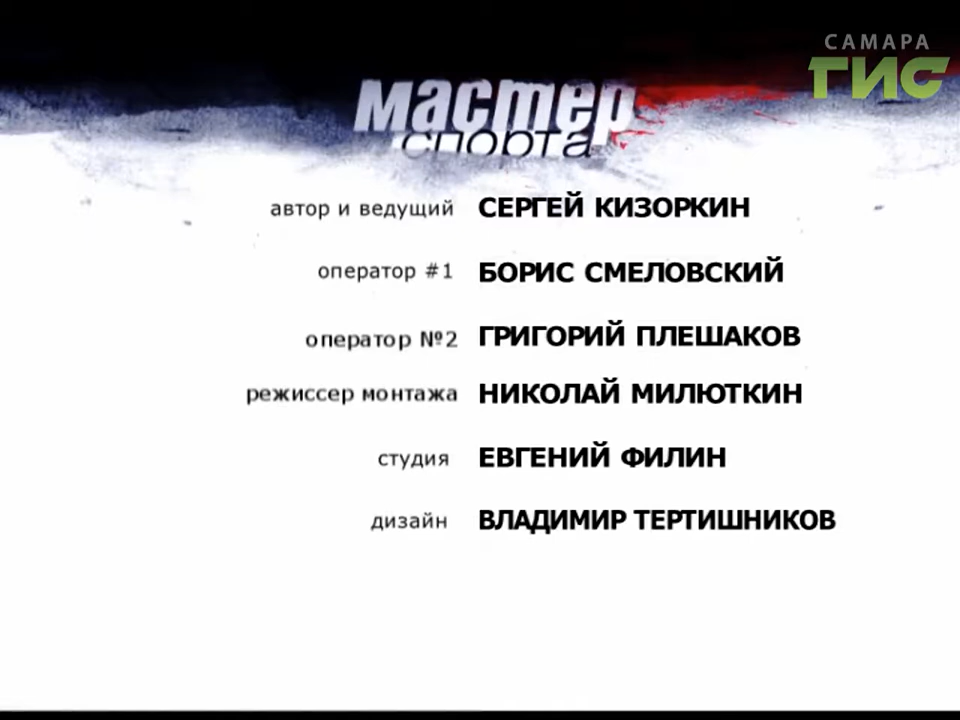 САМАРА
ГИС
мастер
спорта
автор и ведущий СЕРГЕЙ КИЗОРКИН
оператор #1 БОРИС СМЕЛОВСКИЙ
оператор №2 ГРИГОРИЙ ПЛЕШАКОВ
режиссер монтажа НИКОЛАЙ МИЛЮТКИН
студия ЕВГЕНИЙ ФИЛИН
дизайн ВЛАДИМИР ТЕРТИШНИКОВ